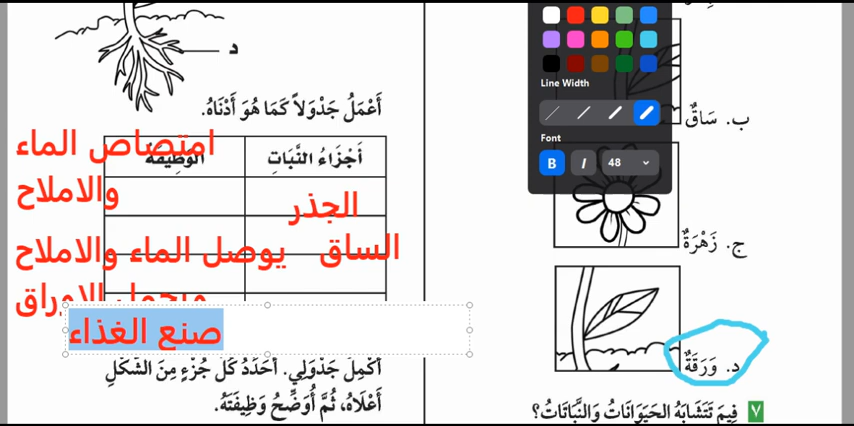 د
أَعْمَلُ جَدْوَلاً كَمَا هُوَ أَدْنَاهُ.
أَجْزَاءُ النَّبَاتِ
الوَظِيفَةُ
امتصاص الماء
والاملاح
الجذر
الساق
يوصل الماء والاملاح
ويحمل الاوراق
صنع الغذاء
أُكْمِلُ جَدْوَلِي. أُحَدِّدُ كُلَّ جُزْءٍ مِنَ الشَّكْلِ
أَعْلَاهُ، ثُمَّ أُوَضِّحُ وَظِيفَتَهُ.
Line Width
Font
B
I
48
ب. سَاقٌ
ج. زَهْرَةٌ
د. وَرَقَةٌ
٧ فِيمَ تَتَشَابَهُ الحَيَوَانَاتُ وَالنَّبَاتَاتُ؟